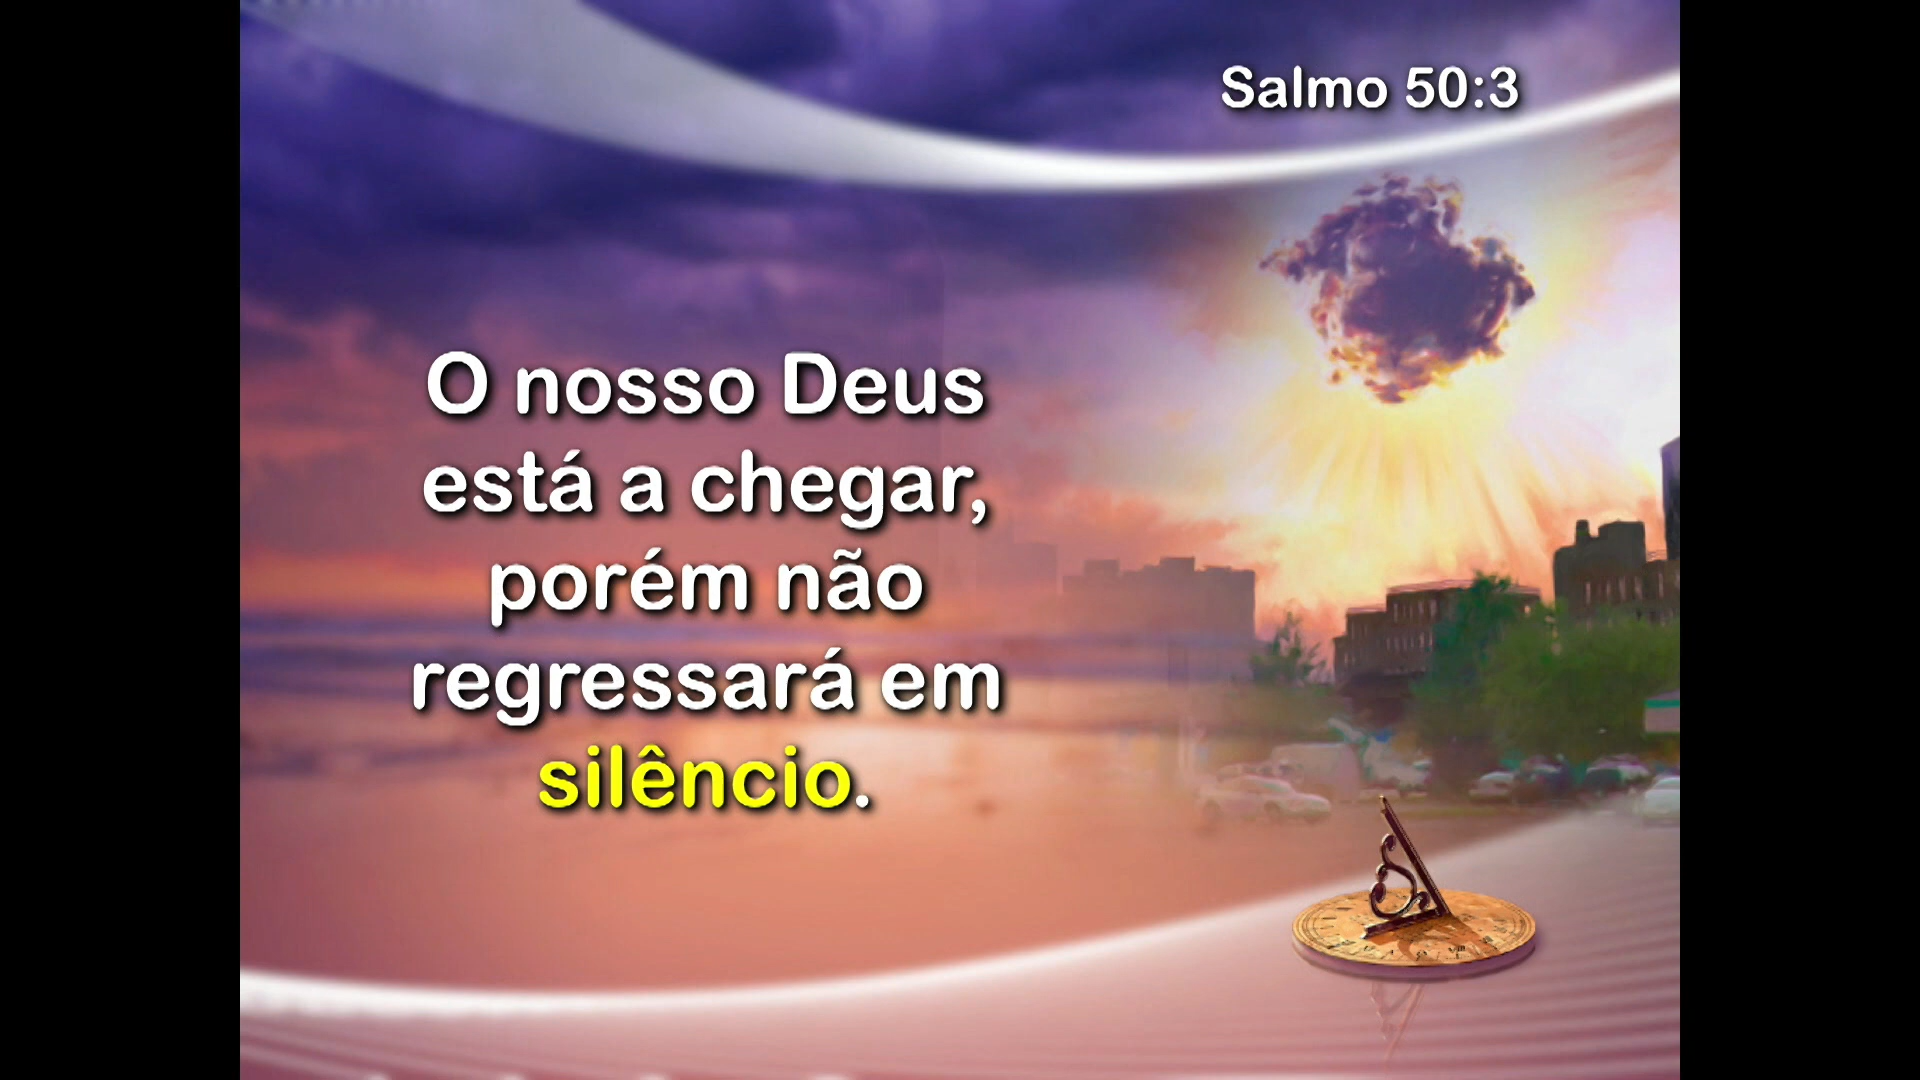 Salmo 50:3
O nosso Deus
está a chegar,
porém não
regressará em
silêncio.